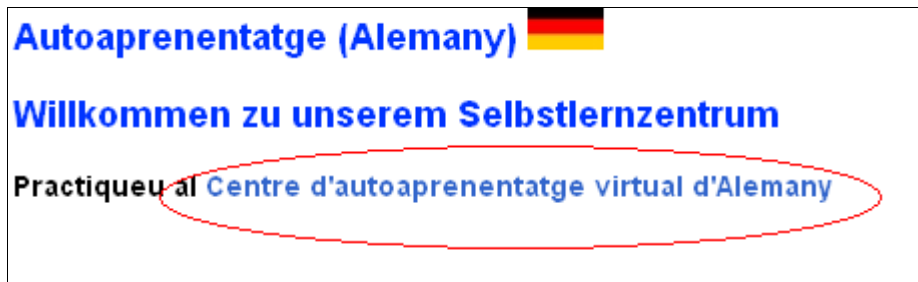 Autoaprenentatge (Alemany)
Willkommen zu unserem Selbstlernzentrum
Practiqueu al Centre d'autoaprenentatge virtual d'Alemany